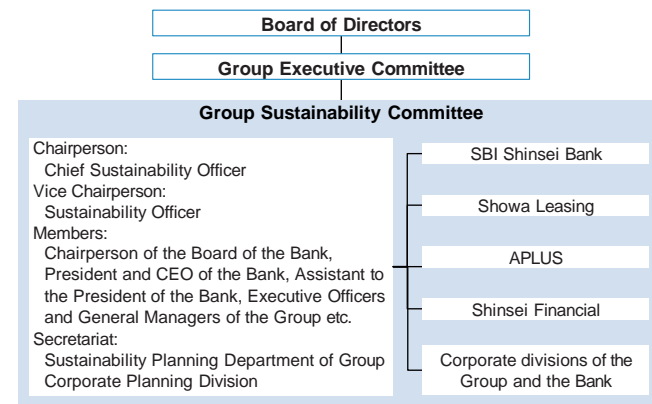 Board of Directors
Group Executive Committee
Group Sustainability Committee
Chairperson:
Chief Sustainability Officer
Vice Chairperson:
Sustainability Officer
Members:
Chairperson of the Board of the Bank,
President and CEO of the Bank, Assistant to
the President of the Bank, Executive Officers
and General Managers of the Group etc.
Secretariat:
Sustainability Planning Department of Group
Corporate Planning Division
SBI Shinsei Bank
Showa Leasing
APLUS
Shinsei Financial
Corporate divisions of the
Group and the Bank